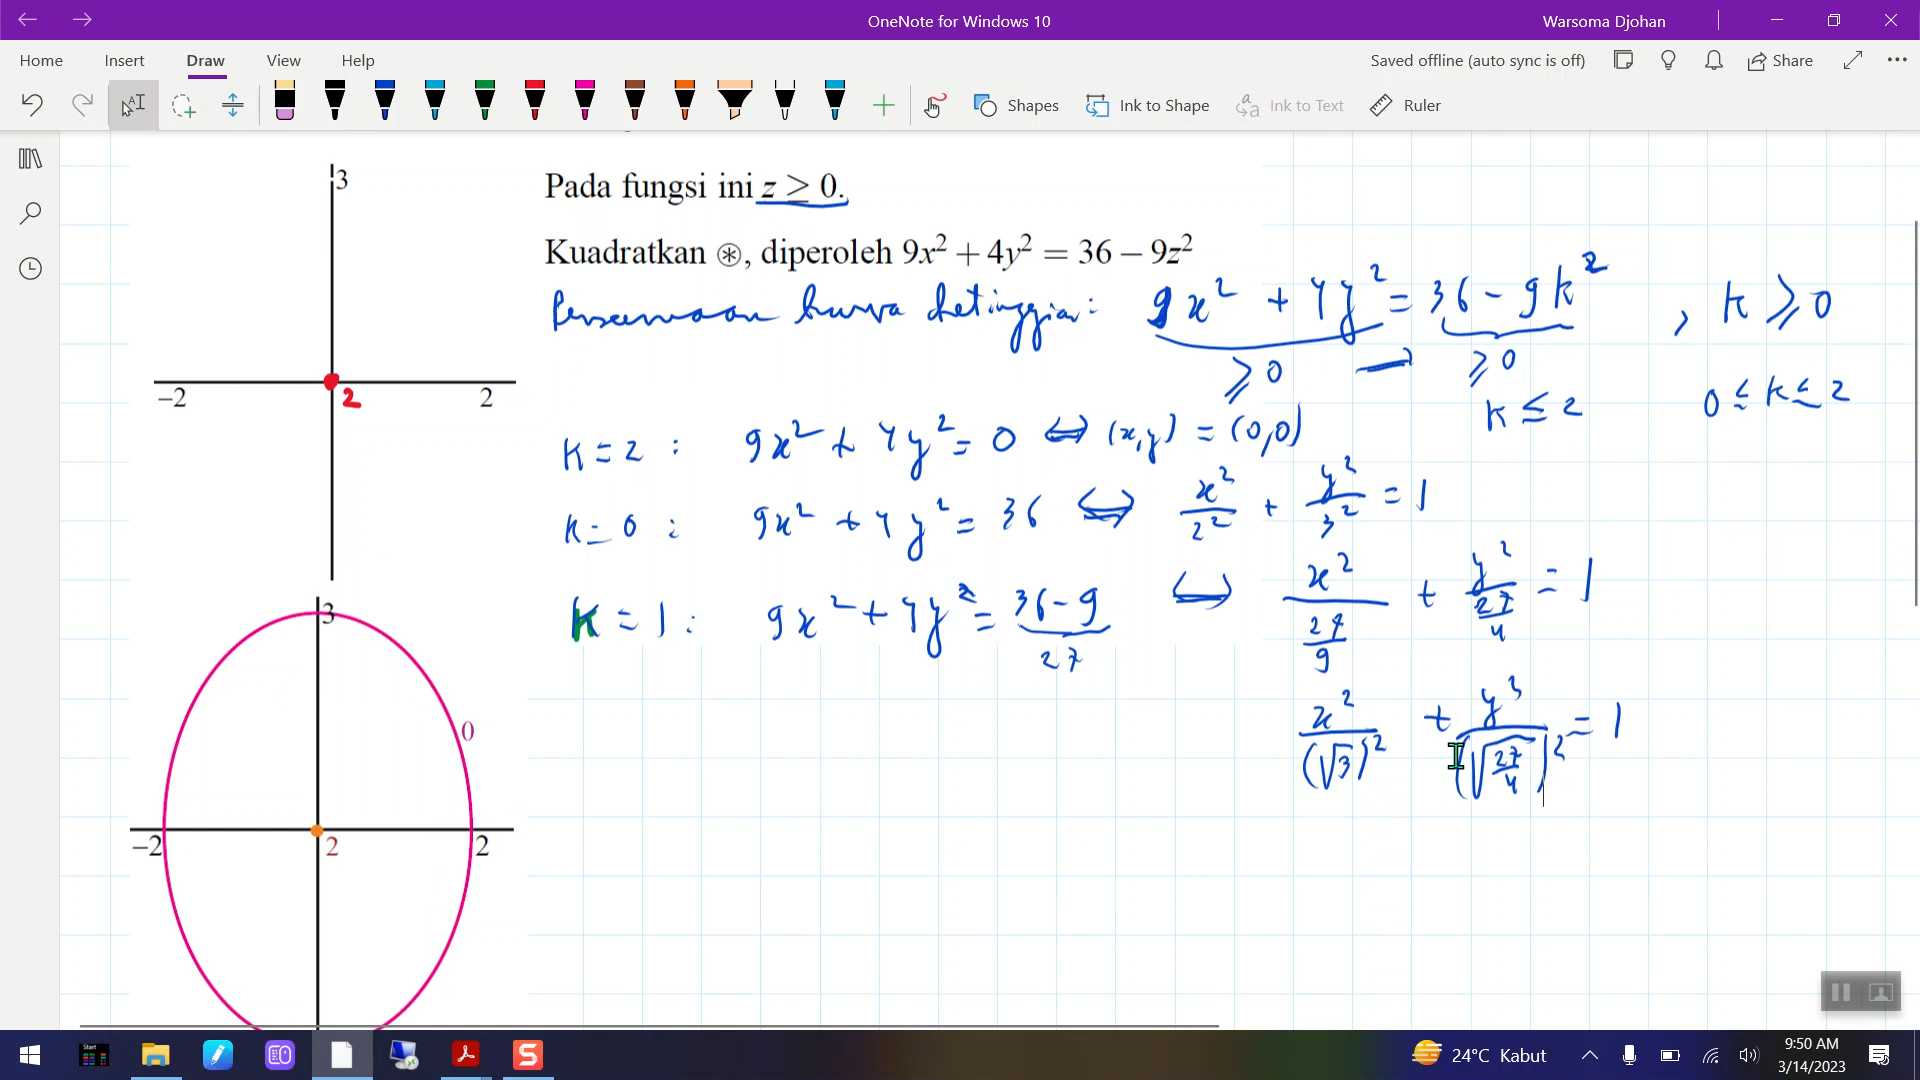 OneNote for Windows 10
Warsoma Djohan
Home Insert Draw View Help
Saved offline (auto sync is off) Share
Shapes Ink to Shape Ink to Text Ruler
3
-2 2 2
Pada fungsi ini z ≥ 0.
Kuadratkan ⊛, diperoleh 9x² + 4y² = 36 − 9z²
Persamaan kurva ketinggian: 9x² + 4y² = 36 − 9k², k ≥ 0
≥ 0 → ≥ 0
k ≤ 2 0 ≤ k ≤ 2
k = 2 : 9x² + 4y² = 0 ⇔ (x,y) = (0,0)
k = 0 : 9x² + 4y² = 36 ⇔ x²/2² + y²/3² = 1
k = 1 : 9x² + 4y² = 36 − 9 ⇔ x²/(27/9) + y²/(27/4) = 1
27
x²/(√3)² + y³/(√(27/4))² = 1
3
0
-2 2 2
24°C Kabut
9:50 AM
3/14/2023